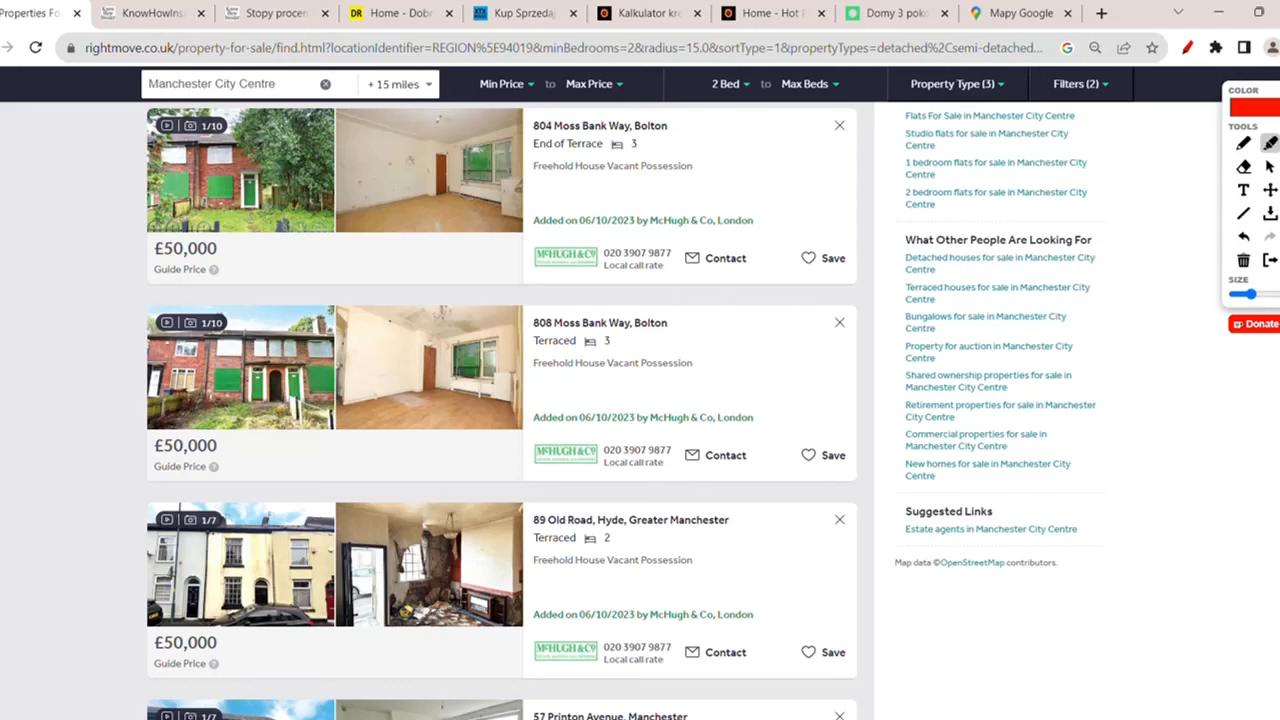 Properties Fo
KnowHowIns
Stopy procen
DR Home - Dob
Kup Sprzedaj
Kalkulator kre
Home - Hot
Domy 3 poko
Mapy Google
rightmove.co.uk/property-for-sale/find.html?locationIdentifier=REGION%5E94019&minBedrooms=2&radius=15.0&sortType=1&propertyTypes=detached%2Csemi-detached...
Manchester City Centre
+ 15 miles
Min Price to Max Price
2 Bed to Max Beds
Property Type (3)
Filters (2)
1/10
804 Moss Bank Way, Bolton
End of Terrace 3
Freehold House Vacant Possession
Added on 06/10/2023 by McHugh & Co, London
£50,000
Guide Price
McHUGH&CO
020 3907 9877
Local call rate
Contact
Save
1/10
808 Moss Bank Way, Bolton
Terraced 3
Freehold House Vacant Possession
Added on 06/10/2023 by McHugh & Co, London
£50,000
Guide Price
McHUGH&CO
020 3907 9877
Local call rate
Contact
Save
1/7
89 Old Road, Hyde, Greater Manchester
Terraced 2
Freehold House Vacant Possession
Added on 06/10/2023 by McHugh & Co, London
£50,000
Guide Price
McHUGH&CO
020 3907 9877
Local call rate
Contact
Save
1/7
57 Printon Avenue, Manchester
Flats For Sale in Manchester City Centre
Studio flats for sale in Manchester City
Centre
1 bedroom flats for sale in Manchester City
Centre
2 bedroom flats for sale in Manchester City
Centre
What Other People Are Looking For
Detached houses for sale in Manchester City
Centre
Terraced houses for sale in Manchester City
Centre
Bungalows for sale in Manchester City
Centre
Property for auction in Manchester City
Centre
Shared ownership properties for sale in
Manchester City Centre
Retirement properties for sale in Manchester
City Centre
Commercial properties for sale in
Manchester City Centre
New homes for sale in Manchester City
Centre
Suggested Links
Estate agents in Manchester City Centre
Map data ©OpenStreetMap contributors.
COLOR
TOOLS
T
SIZE
Donate